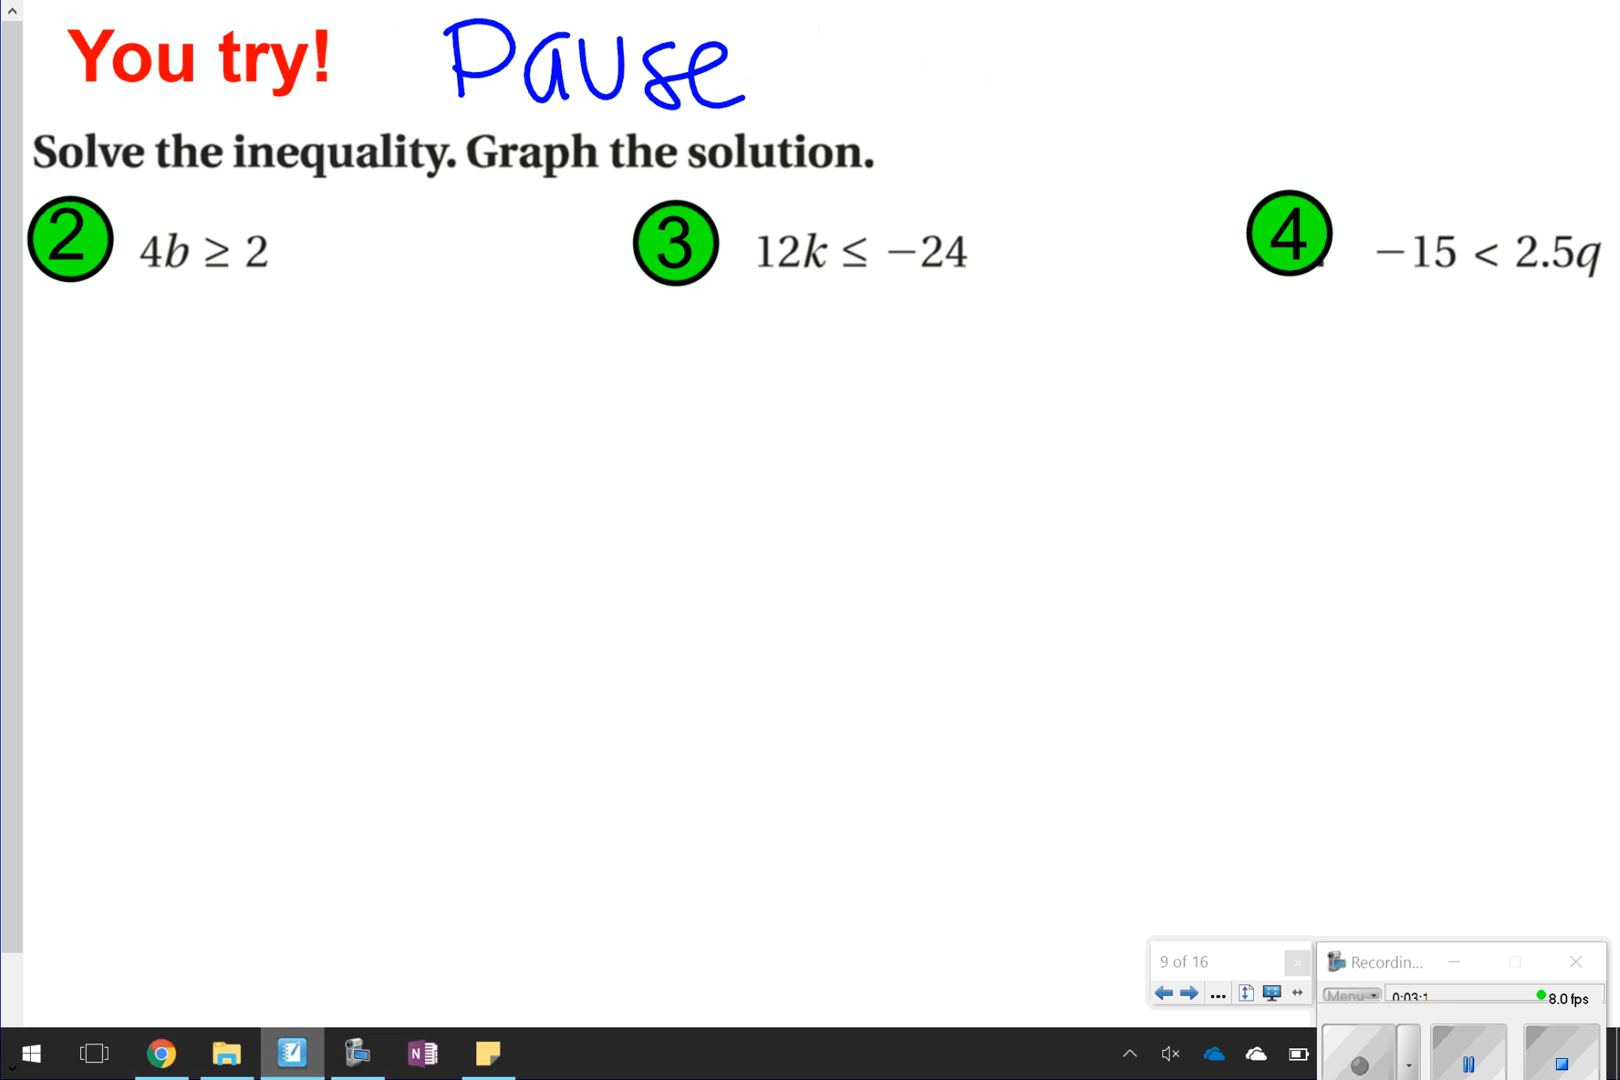 You try! Pause
Solve the inequality. Graph the solution.
2 4b ≥ 2 3 12k ≤ −24 4 −15 < 2.5q
9 of 16
Recordin...
Menu 8.0 fps
N